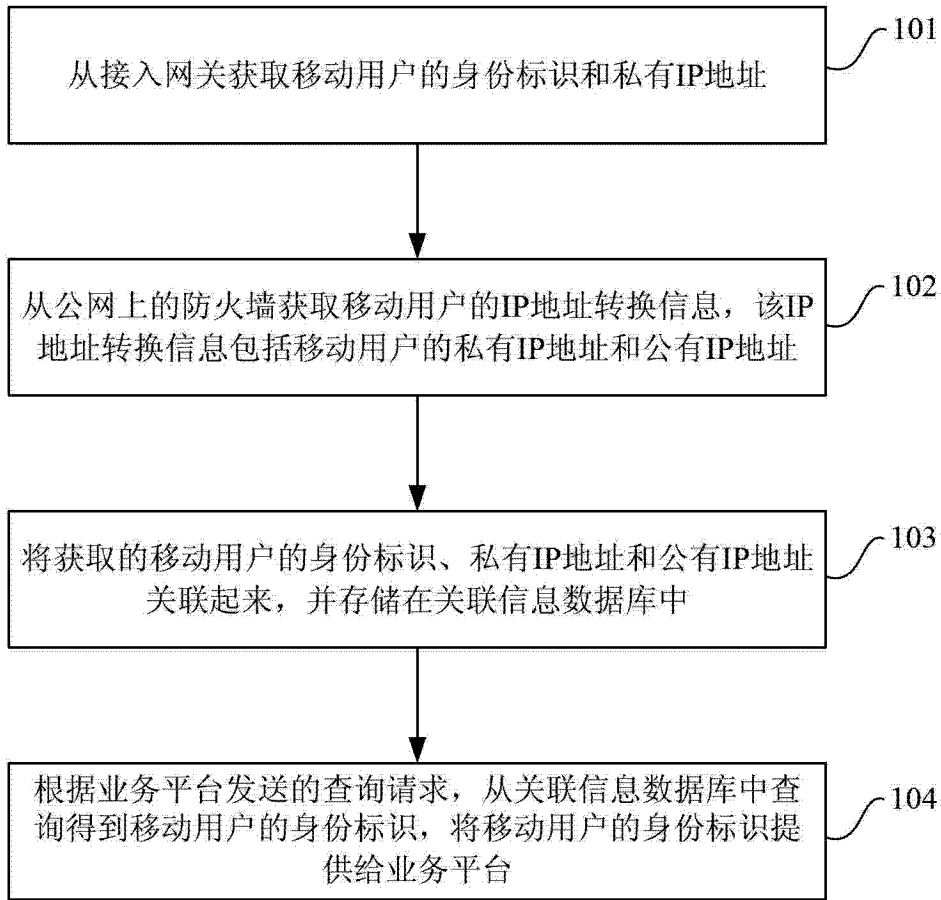 从接入网关获取移动用户的身份标识和私有IP地址
101
从公网上的防火墙获取移动用户的IP地址转换信息，该IP
地址转换信息包括移动用户的私有IP地址和公有IP地址
102
将获取的移动用户的身份标识、私有IP地址和公有IP地址
关联起来，并存储在关联信息数据库中
103
根据业务平台发送的查询请求，从关联信息数据库中查
询得到移动用户的身份标识，将移动用户的身份标识提
供给业务平台
104